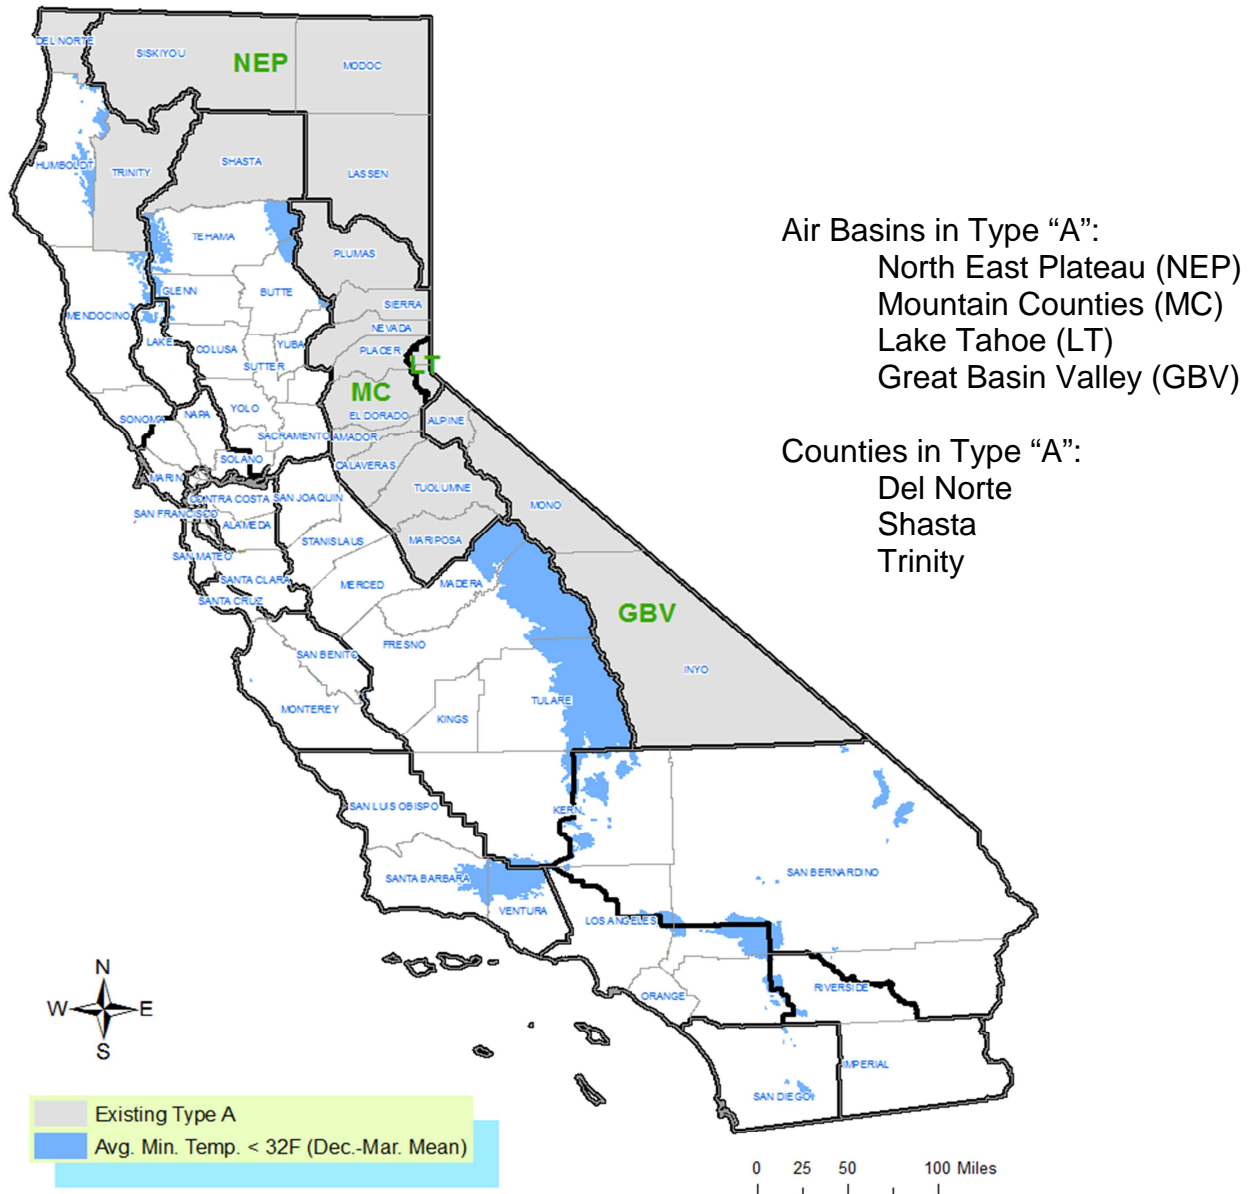 DEL NORTE
SISKIYOU
NEP
MODOC
HUMBOLDT
TRINITY
SHASTA
LASSEN
TEHAMA
PLUMAS
GLENN
BUTTE
SIERRA
MENDOCINO
NEVADA
LAKE
COLUSA
YUBA
PLACER
SUTTER
LT
MC
SONOMA
NAPA
YOLO
EL DORADO
ALPINE
SACRAMENTO
AMADOR
SOLANO
CALAVERAS
MARIN
TUOLUMNE
CONTRA COSTA
SAN JOAQUIN
MONO
SAN FRANCISCO
ALAMEDA
STANISLAUS
MARIPOSA
SAN MATEO
SANTA CLARA
MERCED
MADERA
SANTA CRUZ
GBV
FRESNO
SAN BENITO
INYO
MONTEREY
KINGS
TULARE
SAN LUIS OBISPO
KERN
SANTA BARBARA
SAN BERNARDINO
VENTURA
LOS ANGELES
ORANGE
RIVERSIDE
IMPERIAL
SAN DIEGO
Air Basins in Type “A”:
North East Plateau (NEP)
Mountain Counties (MC)
Lake Tahoe (LT)
Great Basin Valley (GBV)
Counties in Type “A”:
Del Norte
Shasta
Trinity
N
W E
S
Existing Type A
Avg. Min. Temp. < 32F (Dec.-Mar. Mean)
0 25 50 100 Miles